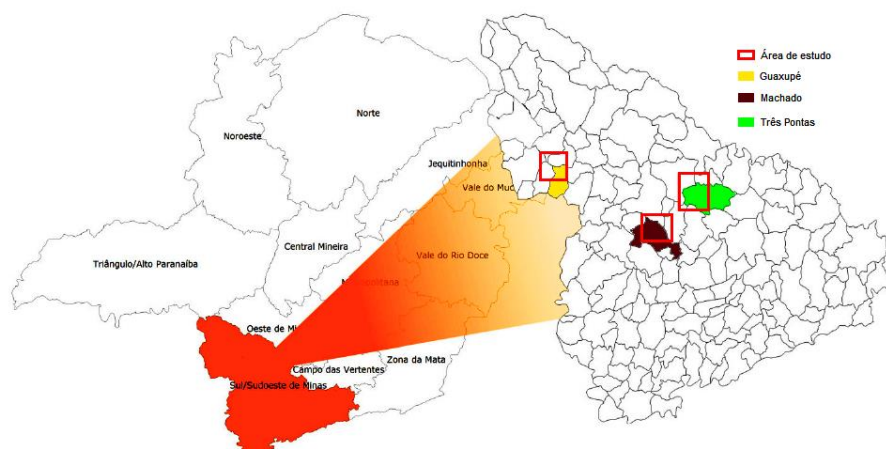 Área de estudo
Guaxupé
Machado
Três Pontas
Norte
Noroeste
Jequitinhonha
Vale do Muc
Central Mineira
Triângulo/Alto Paranaíba
Vale do Rio Doce
Metropolitana
Oeste de Mi
Zona da Mata
Campo das Vertentes
Sul/Sudoeste de Minas